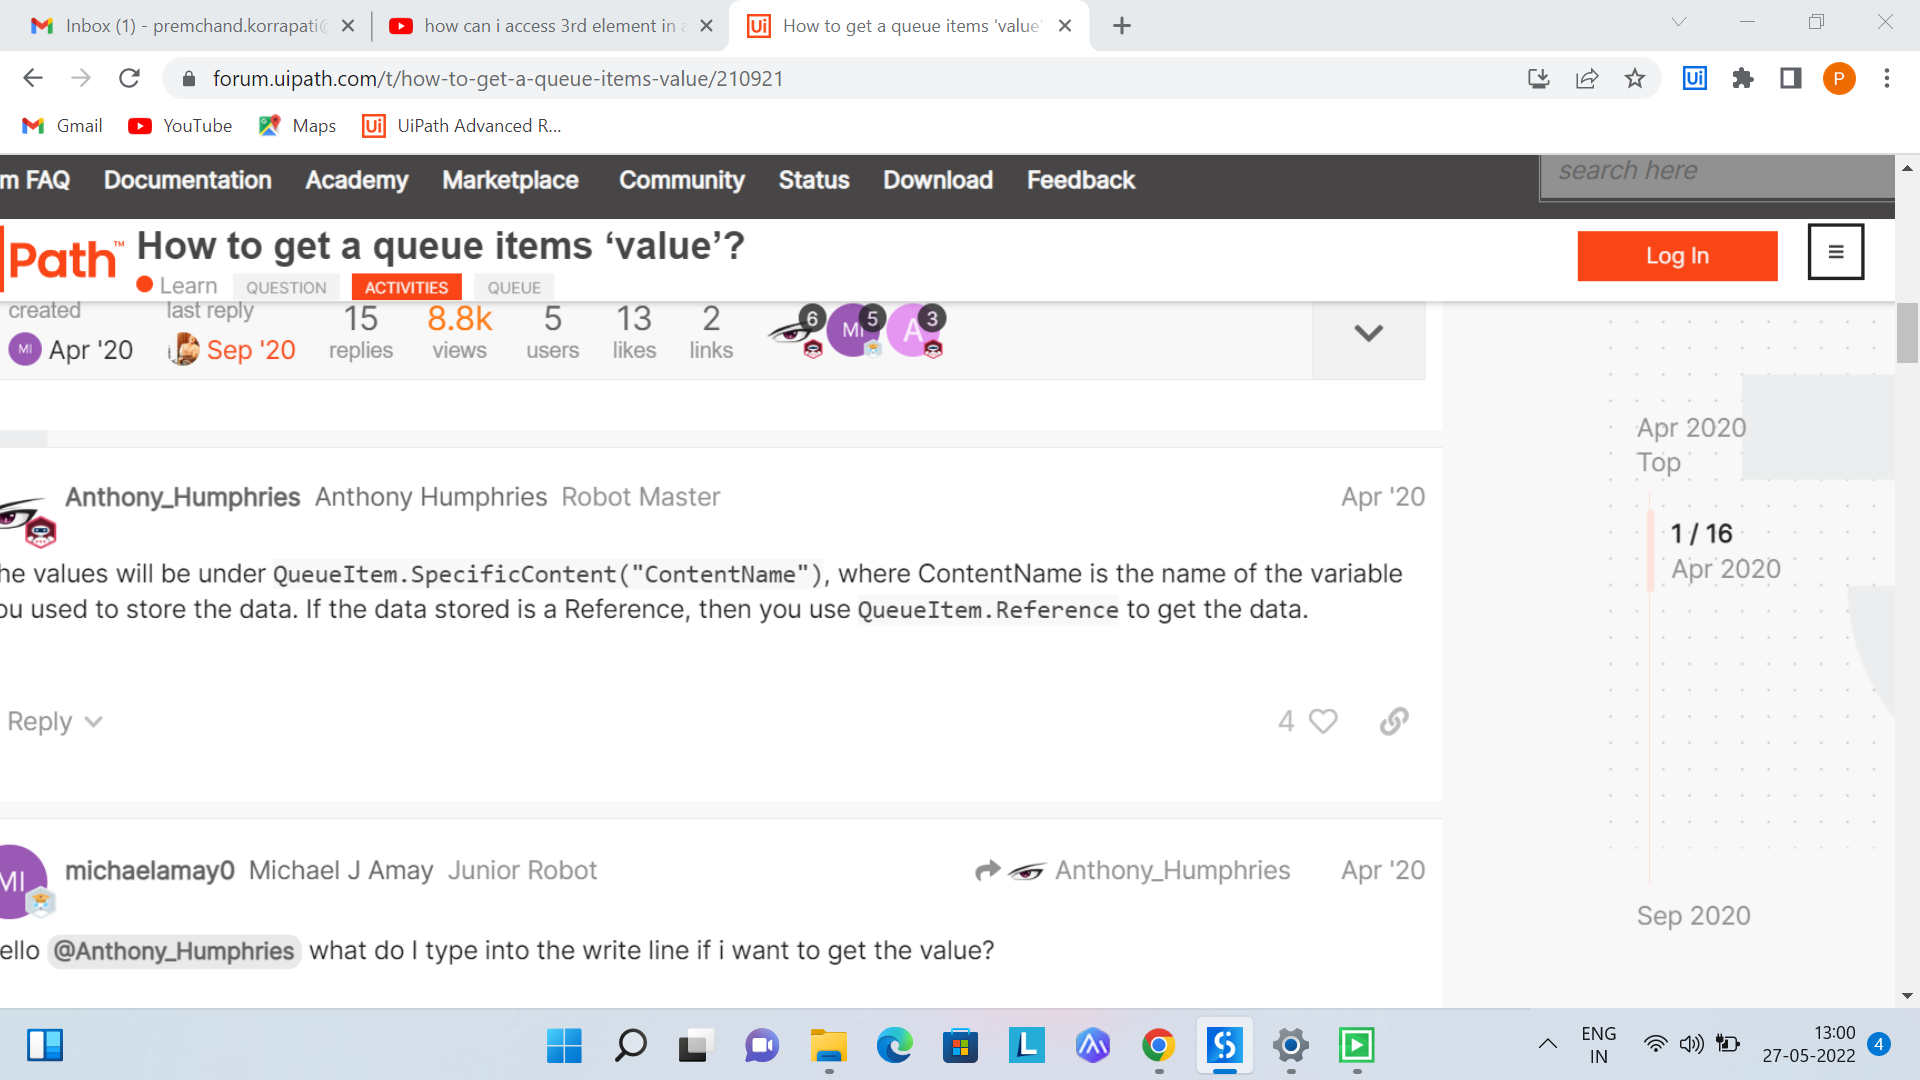 Inbox (1) - premchand.korrapati@
how can i access 3rd element in a
How to get a queue items 'value'
forum.uipath.com/t/how-to-get-a-queue-items-value/210921
P
Gmail
YouTube
Maps
UiPath Advanced R...
m FAQ
Documentation
Academy
Marketplace
Community
Status
Download
Feedback
search here
Path™
How to get a queue items ‘value’?
Learn
QUESTION
ACTIVITIES
QUEUE
Log In
created
MI Apr '20
last reply
Sep '20
15
replies
8.8k
views
5
users
13
likes
2
links
6
MI 5
A 3
Apr 2020
Top
1 / 16
Apr 2020
Sep 2020
Anthony_Humphries Anthony Humphries Robot Master Apr '20
he values will be under QueueItem.SpecificContent("ContentName"), where ContentName is the name of the variable
ou used to store the data. If the data stored is a Reference, then you use QueueItem.Reference to get the data.
Reply
4
MI
michaelamay0 Michael J Amay Junior Robot Anthony_Humphries Apr '20
ello @Anthony_Humphries what do I type into the write line if i want to get the value?
ENG
IN
13:00
27-05-2022
4